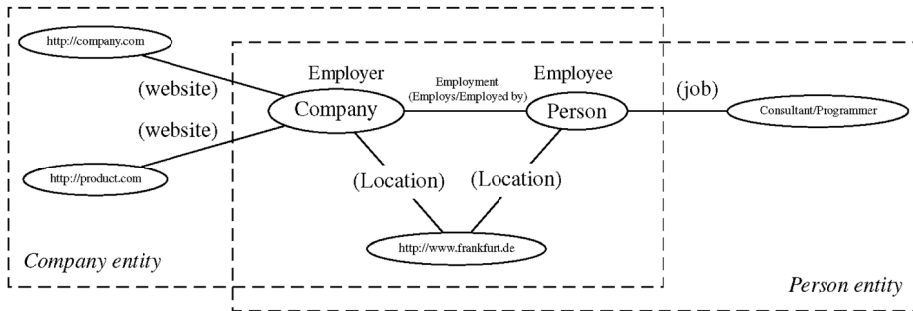 http://company.com
(website)
Employer
Company
Employment
(Employs/Employed by)
Employee
Person
(job)
Consultant/Programmer
(website)
http://product.com
(Location)
(Location)
http://www.frankfurt.de
Company entity
Person entity